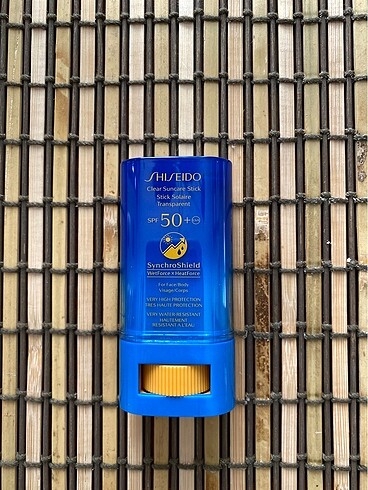 SHISEIDO
Clear Suncare Stick
Stick Solaire
Transparent
SPF 50+
SynchroShield
WetForce x HeatForce
For Face/Body
Visage/Corps
VERY HIGH PROTECTION
TRÈS HAUTE PROTECTION
VERY WATER-RESISTANT
HAUTEMENT
RÉSISTANT À L'EAU